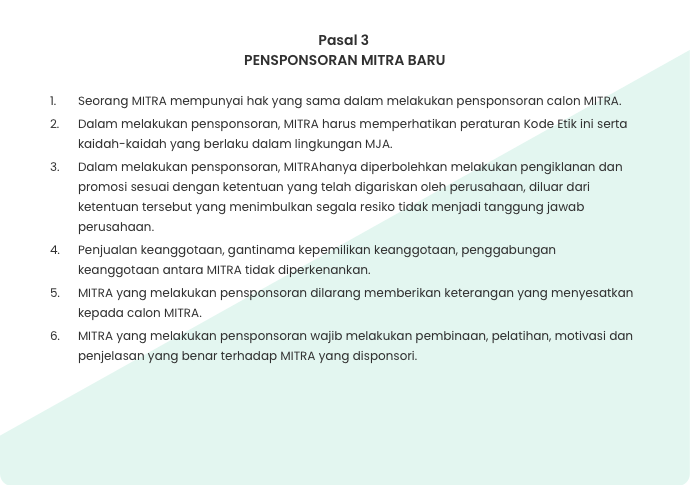 Pasal 3
PENSPONSORAN MITRA BARU
1. Seorang MITRA mempunyai hak yang sama dalam melakukan pensponsoran calon MITRA.
2. Dalam melakukan pensponsoran, MITRA harus memperhatikan peraturan Kode Etik ini serta
kaidah-kaidah yang berlaku dalam lingkungan MJA.
3. Dalam melakukan pensponsoran, MITRAhanya diperbolehkan melakukan pengiklanan dan
promosi sesuai dengan ketentuan yang telah digariskan oleh perusahaan, diluar dari
ketentuan tersebut yang menimbulkan segala resiko tidak menjadi tanggung jawab
perusahaan.
4. Penjualan keanggotaan, gantinama kepemilikan keanggotaan, penggabungan
keanggotaan antara MITRA tidak diperkenankan.
5. MITRA yang melakukan pensponsoran dilarang memberikan keterangan yang menyesatkan
kepada calon MITRA.
6. MITRA yang melakukan pensponsoran wajib melakukan pembinaan, pelatihan, motivasi dan
penjelasan yang benar terhadap MITRA yang disponsori.